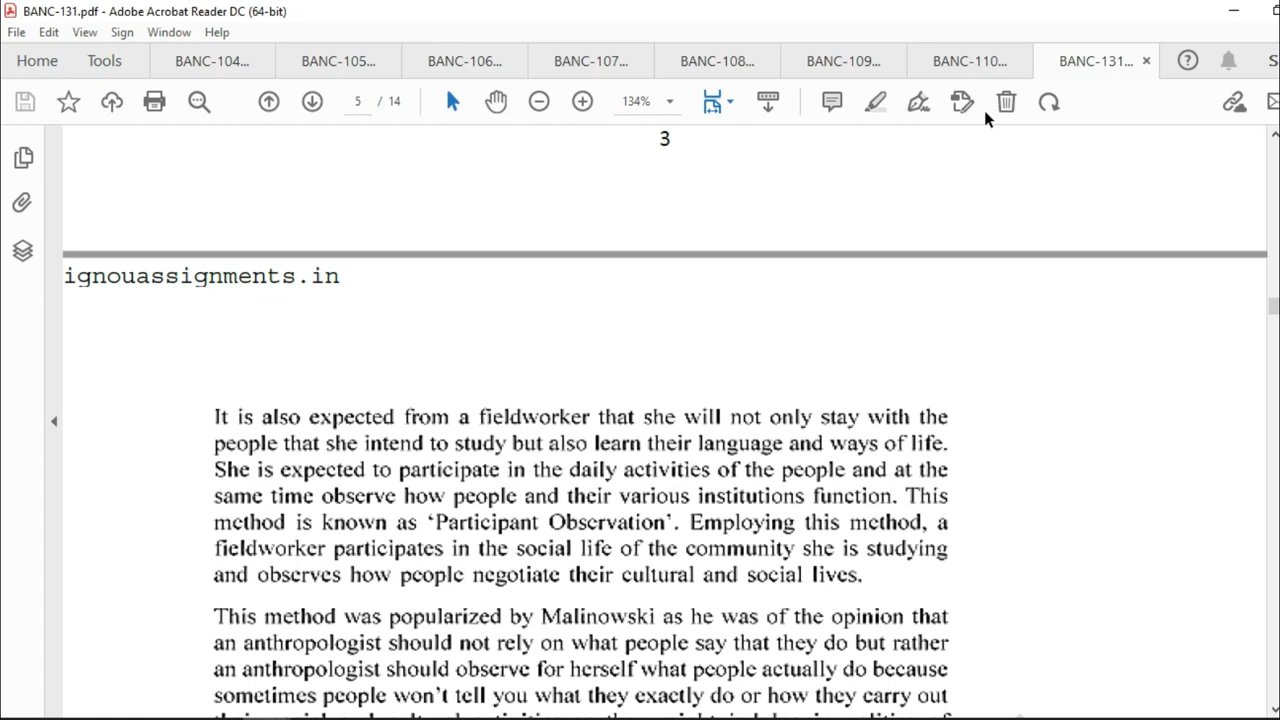 BANC-131.pdf - Adobe Acrobat Reader DC (64-bit)
File Edit View Sign Window Help
Home Tools BANC-104... BANC-105... BANC-106... BANC-107... BANC-108... BANC-109... BANC-110... BANC-131... × ? S
5 / 14 134%
3
ignouassignments.in
It is also expected from a fieldworker that she will not only stay with the
people that she intend to study but also learn their language and ways of life.
She is expected to participate in the daily activities of the people and at the
same time observe how people and their various institutions function. This
method is known as ‘Participant Observation’. Employing this method, a
fieldworker participates in the social life of the community she is studying
and observes how people negotiate their cultural and social lives.
This method was popularized by Malinowski as he was of the opinion that
an anthropologist should not rely on what people say that they do but rather
an anthropologist should observe for herself what people actually do because
sometimes people won’t tell you what they exactly do or how they carry out